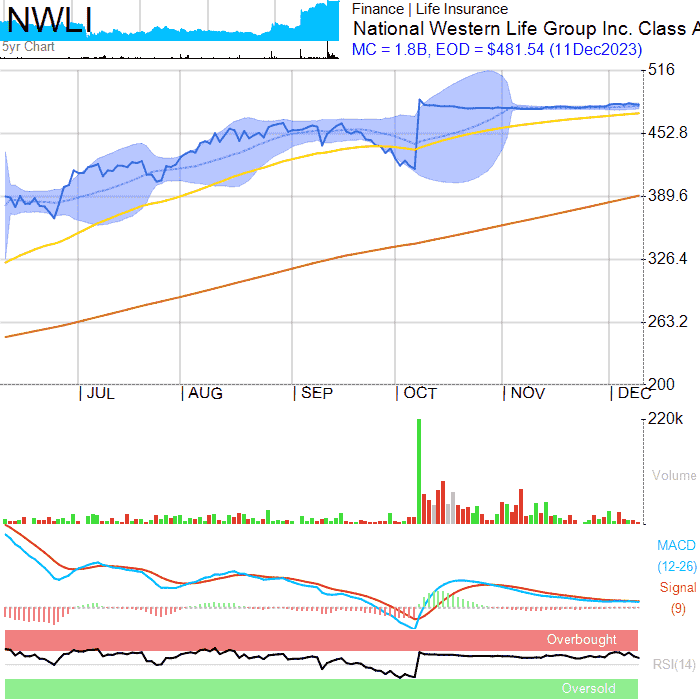 NWLI
5yr Chart
Finance | Life Insurance
National Western Life Group Inc. Class A
MC = 1.8B, EOD = $481.54 (11Dec2023)
516
452.8
389.6
326.4
263.2
200
JUL
AUG
SEP
OCT
NOV
DEC
220k
Volume
MACD
(12-26)
Signal
(9)
Overbought
RSI(14)
Oversold